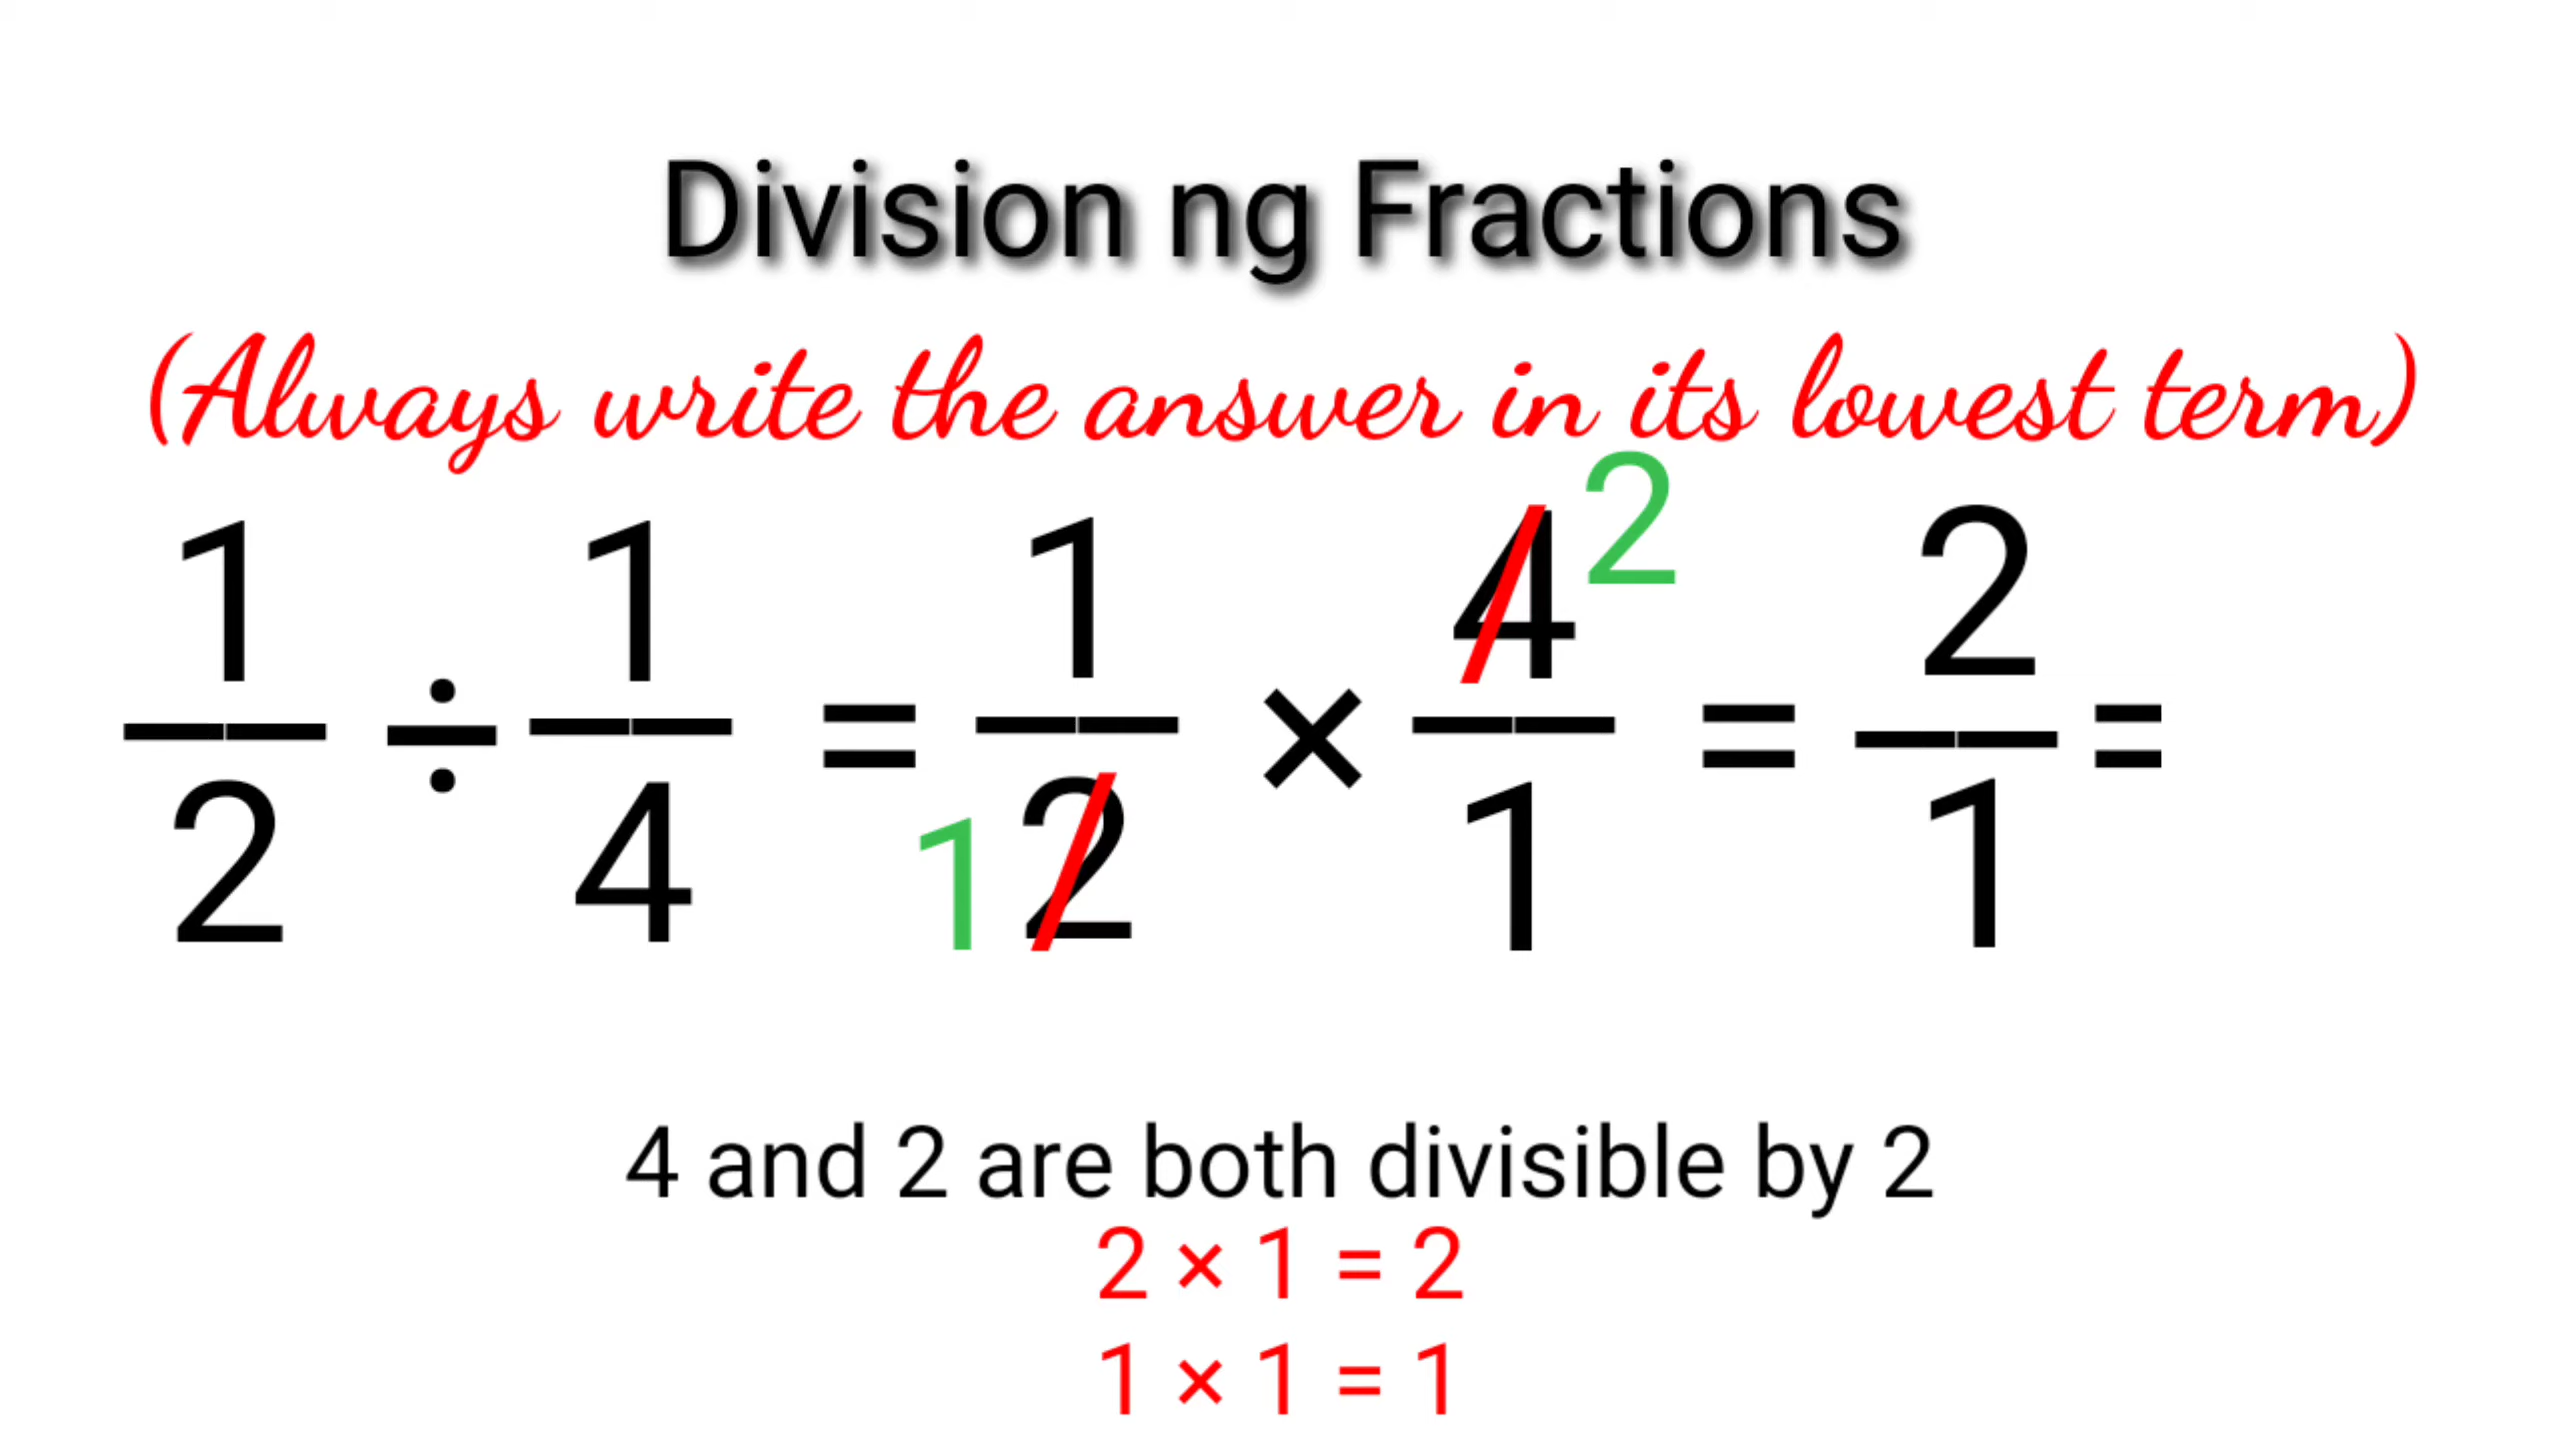 Division ng Fractions
(Always write the answer in its lowest term)
1/2 ÷ 1/4 = 1/2 1 × 4/1 2 = 2/1 =
4 and 2 are both divisible by 2
2 × 1 = 2
1 × 1 = 1